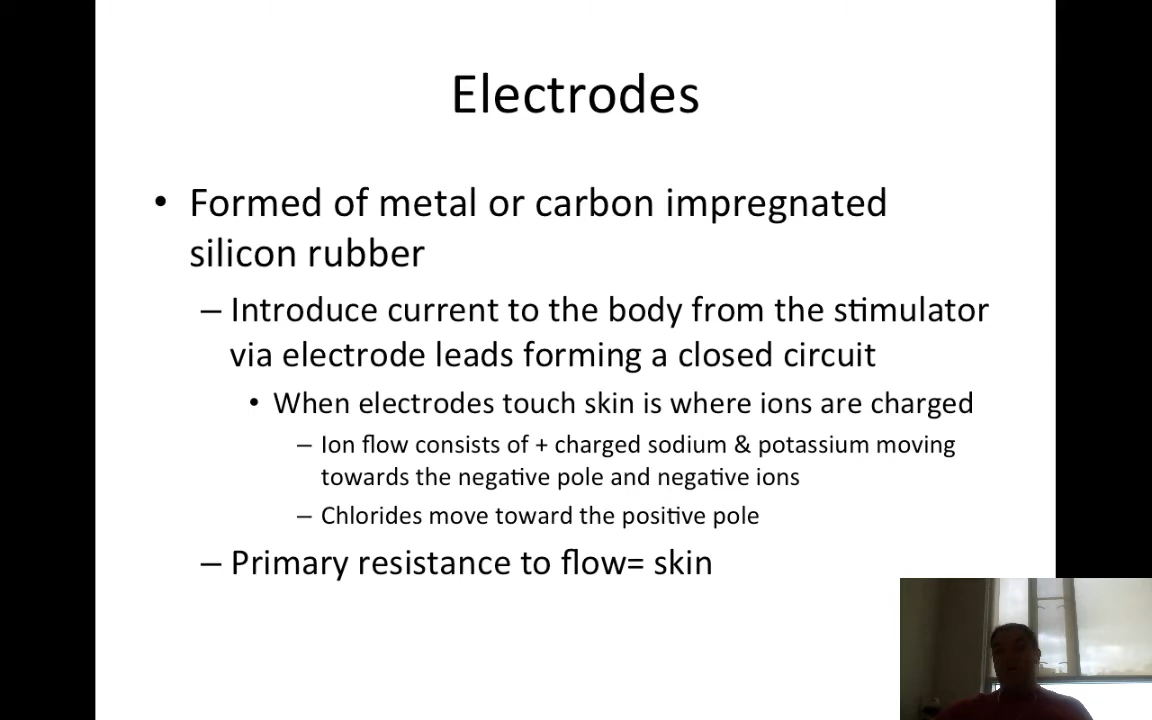 Electrodes
• Formed of metal or carbon impregnated
silicon rubber
– Introduce current to the body from the stimulator
via electrode leads forming a closed circuit
• When electrodes touch skin is where ions are charged
– Ion flow consists of + charged sodium & potassium moving
towards the negative pole and negative ions
– Chlorides move toward the positive pole
– Primary resistance to flow= skin